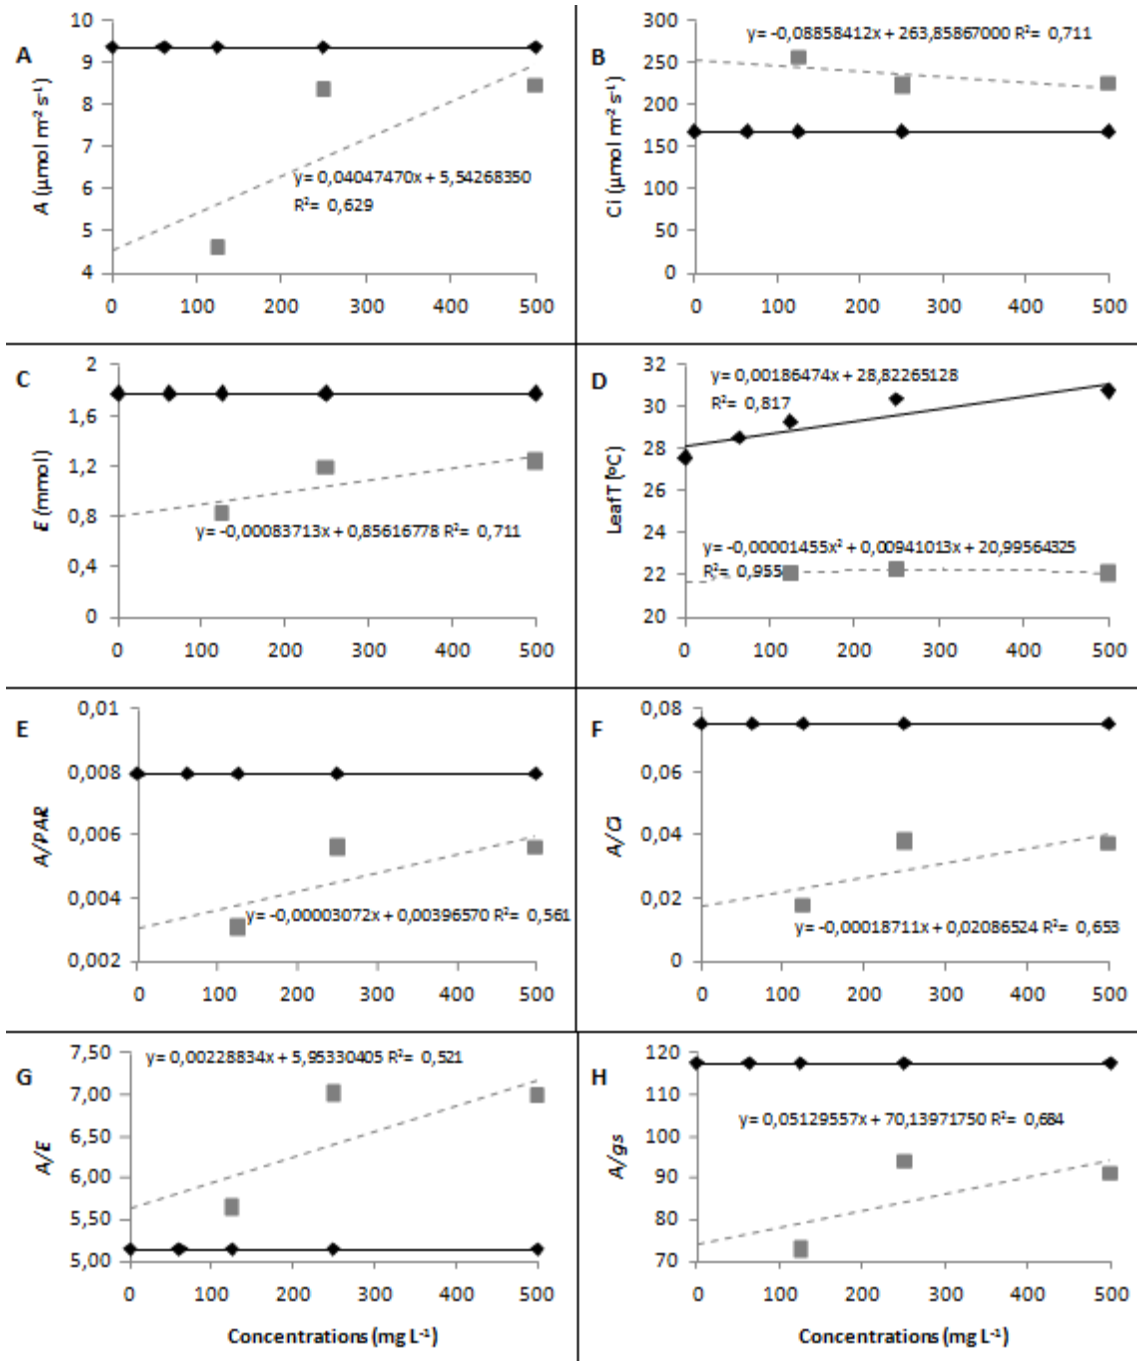 A
A (µmol m⁻² s⁻¹)
10
9
8
7
6
5
4
y= 0,04047470x + 5,54268350
R²= 0,629
0 100 200 300 400 500
B
Ci (µmol m⁻² s⁻¹)
300
250
200
150
100
50
0
y= -0,08858412x + 263,85867000 R²= 0,711
0 100 200 300 400 500
C
E (mmol)
2
1,6
1,2
0,8
0,4
0
y= -0,00083713x + 0,85616778 R²= 0,711
0 100 200 300 400 500
D
Leaf T (ºC)
32
30
28
26
24
22
20
y= 0,00186474x + 28,82265128
R²= 0,817
y= -0,00001455x² + 0,00941013x + 20,99564325
R²= 0,955
0 100 200 300 400 500
E
A/PAR
0,01
0,008
0,006
0,004
0,002
y= -0,00003072x + 0,00396570 R²= 0,561
0 100 200 300 400 500
F
A/Ci
0,08
0,06
0,04
0,02
0
y= -0,00018711x + 0,02086524 R²= 0,653
0 100 200 300 400 500
G
A/E
7,50
7,00
6,50
6,00
5,50
5,00
y= 0,00228834x + 5,95330405 R²= 0,521
0 100 200 300 400 500
Concentrations (mg L⁻¹)
H
A/gs
120
110
100
90
80
70
y= 0,05129557x + 70,13971750 R²= 0,684
0 100 200 300 400 500
Concentrations (mg L⁻¹)